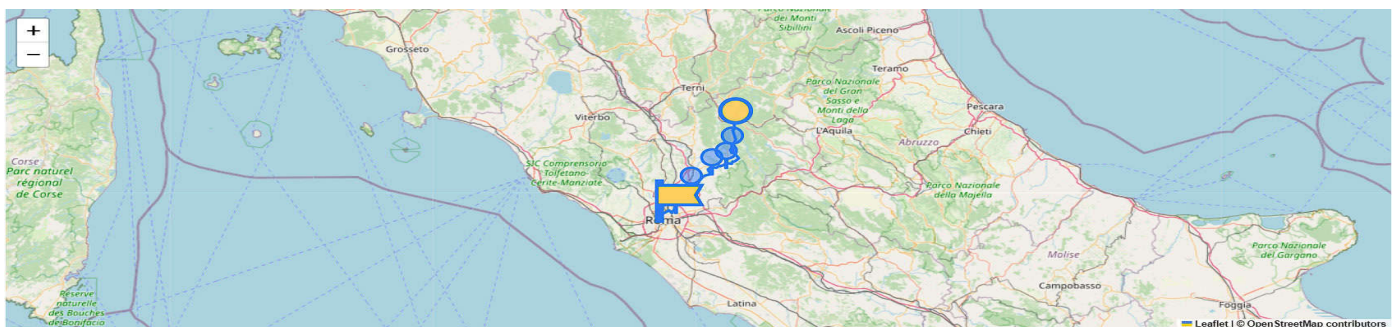 +
−
Parco Nazionale
dei Monti
Sibillini
Ascoli Piceno
Grosseto
Teramo
Terni
Parco Nazionale
del Gran
Sasso e
Monti della
Laga
Pescara
Viterbo
L'Aquila
Chieti
Abruzzo
Corse
Parc naturel
régional
de Corse
SIC Comprensorio
Tolfetano-
Cerite-Manziate
Parco Nazionale
della Majella
Roma
Parco Nazionale
del Gargano
Molise
Campobasso
Reserve
naturelle
des Bouches
de Bonifacio
Latina
Foggia
Leaflet | © OpenStreetMap contributors